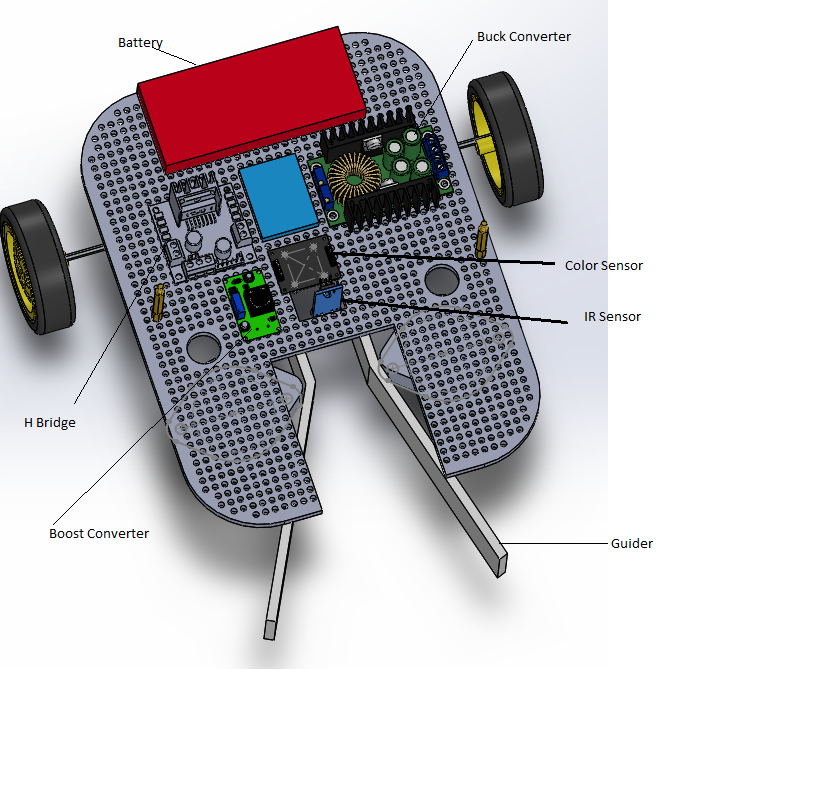 Battery
Buck Converter
Color Sensor
IR Sensor
H Bridge
Boost Converter
Guider